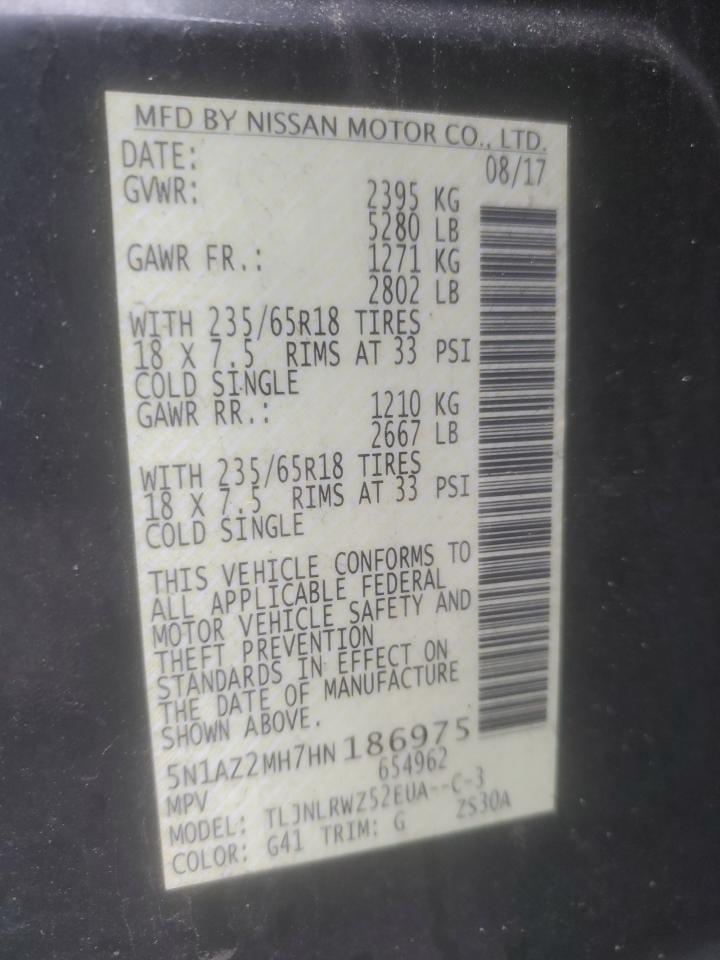 MFD BY NISSAN MOTOR CO., LTD.
DATE: 08/17
GVWR: 2395 KG
5280 LB
GAWR FR.: 1271 KG
2802 LB
WITH 235/65R18 TIRES
18 X 7.5 RIMS AT 33 PSI
COLD SINGLE
GAWR RR.: 1210 KG
2667 LB
WITH 235/65R18 TIRES
18 X 7.5 RIMS AT 33 PSI
COLD SINGLE
THIS VEHICLE CONFORMS TO
ALL APPLICABLE FEDERAL
MOTOR VEHICLE SAFETY AND
THEFT PREVENTION
STANDARDS IN EFFECT ON
THE DATE OF MANUFACTURE
SHOWN ABOVE.
5N1AZ2MH7HN186975
MPV 654962
MODEL: TLJNLRWZ52EUA--C-3
COLOR: G41 TRIM: G ZS30A